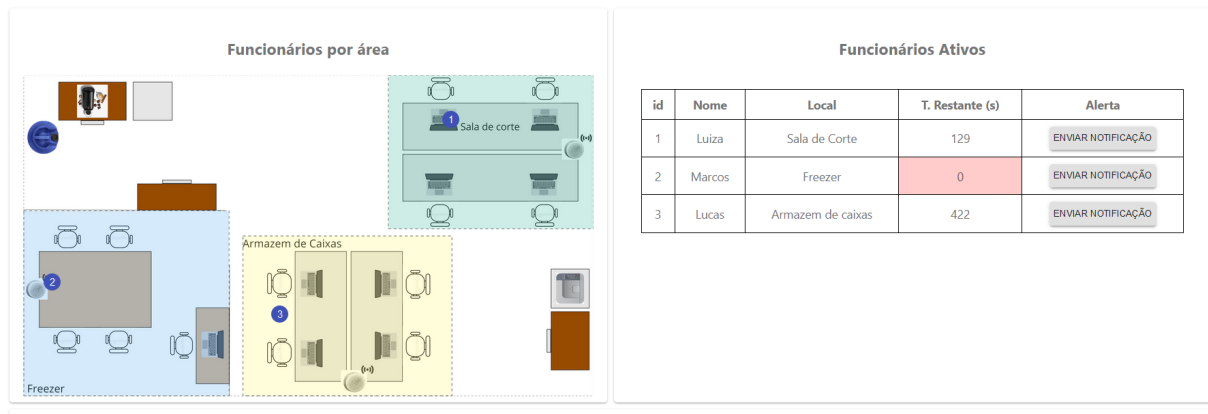 Funcionários por área
1
Sala de corte
2
Armazem de Caixas
3
Freezer
Funcionários Ativos
id Nome Local T. Restante (s) Alerta
1 Luiza Sala de Corte 129 ENVIAR NOTIFICAÇÃO
2 Marcos Freezer 0 ENVIAR NOTIFICAÇÃO
3 Lucas Armazem de caixas 422 ENVIAR NOTIFICAÇÃO